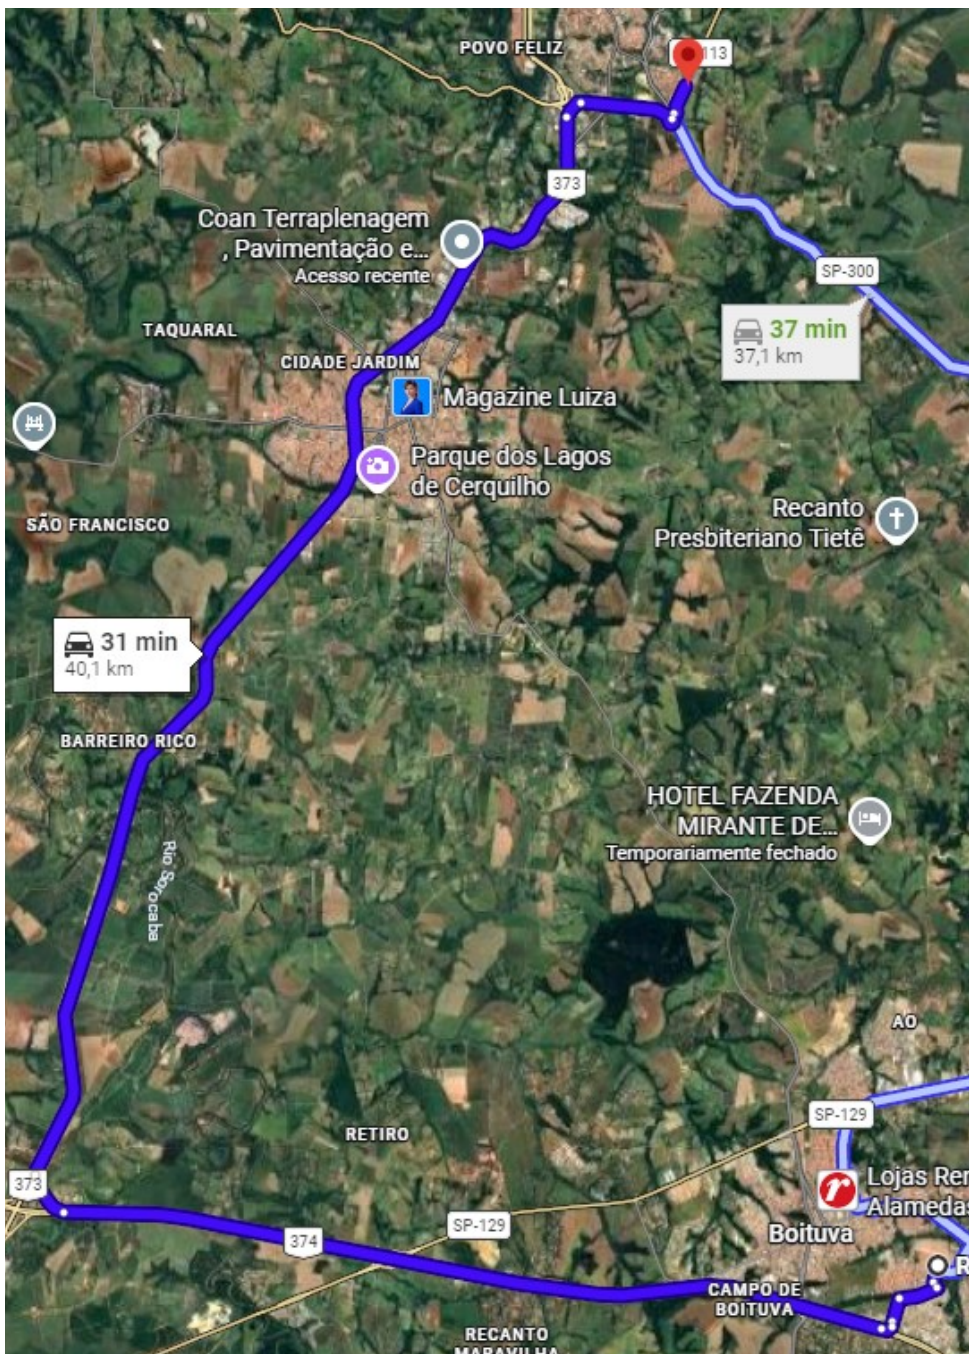 POVO FELIZ
113
373
Coan Terraplenagem
, Pavimentação e...
Acesso recente
SP-300
37 min
37,1 km
TAQUARAL
CIDADE JARDIM
Magazine Luiza
Parque dos Lagos
de Cerquilho
SÃO FRANCISCO
Recanto
Presbiteriano Tietê
31 min
40,1 km
BARREIRO RICO
HOTEL FAZENDA
MIRANTE DE...
Temporariamente fechado
Rio Sorocaba
AO
SP-129
RETIRO
373
Lojas Rer
Alamedas
SP-129
374
Boituva
R
CAMPO DE
BOITUVA
RECANTO
MARAVILHA